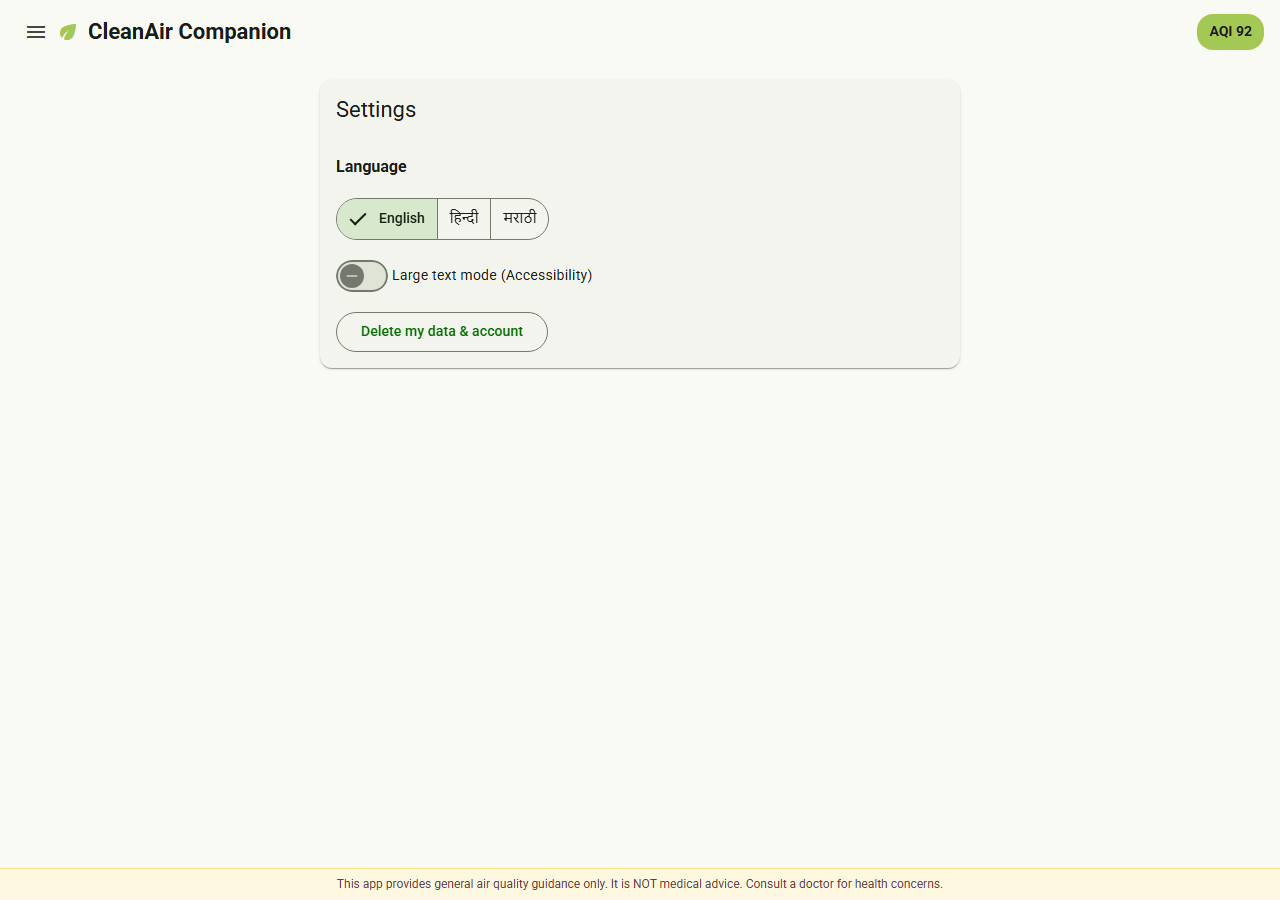 CleanAir Companion
AQI 92
Settings
Language
English
हिन्दी
मराठी
Large text mode (Accessibility)
Delete my data & account
This app provides general air quality guidance only. It is NOT medical advice. Consult a doctor for health concerns.